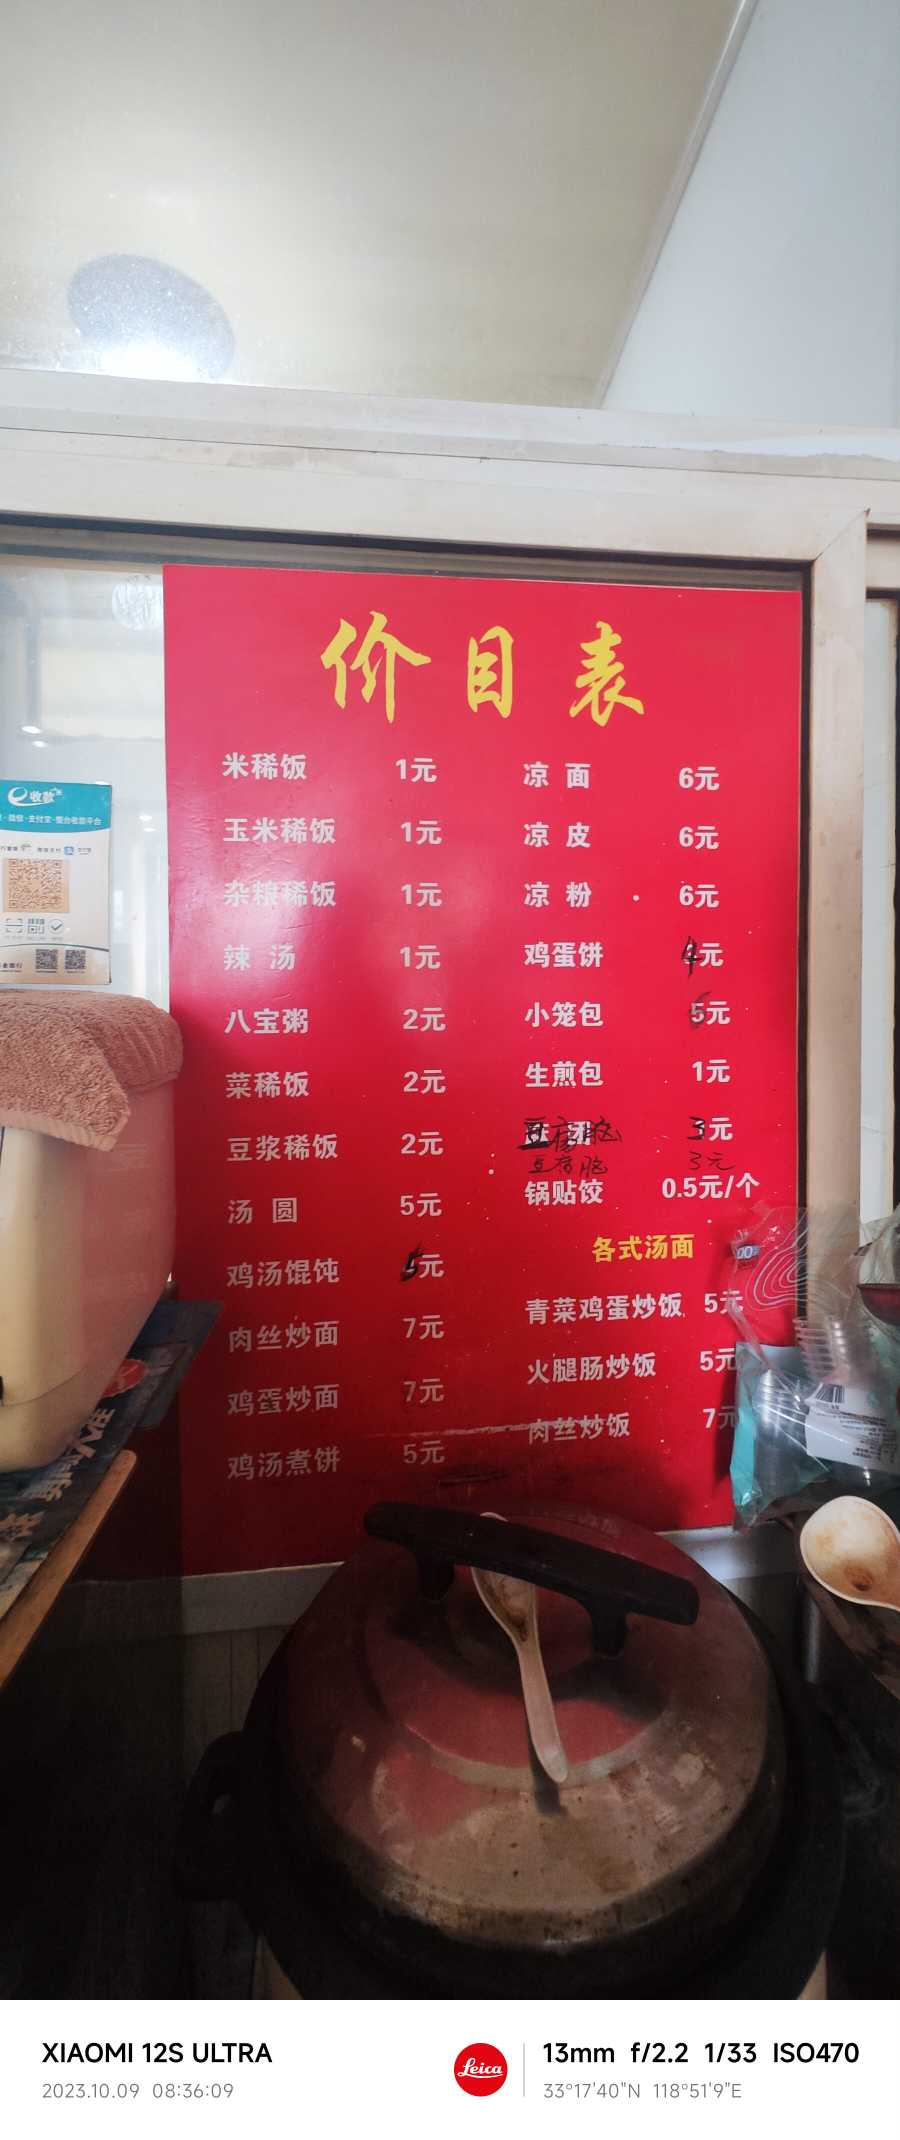 价目表
米稀饭 1元
玉米稀饭 1元
杂粮稀饭 1元
辣 汤 1元
八宝粥 2元
菜稀饭 2元
豆浆稀饭 2元
汤 圆 5元
鸡汤馄饨 5元
肉丝炒面 7元
鸡蛋炒面 7元
鸡汤煮饼 5元
凉 面 6元
凉 皮 6元
凉 粉 6元
鸡蛋饼 4元
小笼包 6元
生煎包 1元
豆腐脑 3元
豆腐脑 3元
锅贴饺 0.5元/个
各式汤面
青菜鸡蛋炒饭 5元
火腿肠炒饭 5元
肉丝炒饭 7元
收款
XIAOMI 12S ULTRA
2023.10.09 08:36:09
Leica
13mm f/2.2 1/33 ISO470
33°17'40"N 118°51'9"E